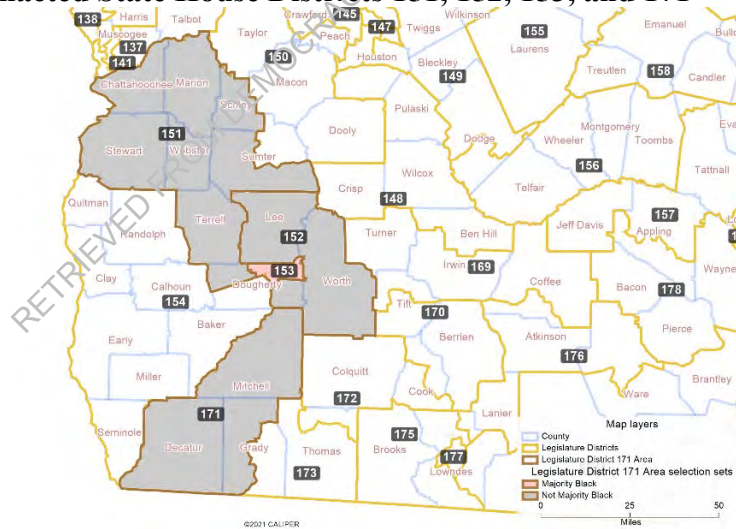 Enacted State House Districts 151, 152, 153, and 171
138
Harris
Talbot
Crawford
145
147
Twiggs
Wilkinson
155
Emanuel
Muscogee
137
Taylor
Peach
Laurens
141
Houston
Bleckley
Treutlen
158
Candler
150
149
Chattahoochee
Marion
Macon
Schley
Pulaski
Montgomery
Dooly
Dodge
Wheeler
Toombs
151
Stewart
Webster
Sumter
156
Tattnall
Wilcox
Telfair
Crisp
148
Quitman
Randolph
Terrell
Lee
152
Turner
Ben Hill
Jeff Davis
157
Appling
153
Irwin
169
Wayne
Clay
Calhoun
Dougherty
Worth
Coffee
Bacon
178
154
Tift
170
Early
Baker
Berrien
Atkinson
Pierce
176
Miller
Mitchell
Colquitt
Cook
Ware
Brantley
172
Lanier
171
Seminole
Decatur
Grady
Thomas
Brooks
175
177
Lowndes
173
Map layers
County
Legislature Districts
Legislature District 171 Area
Legislature District 171 Area selection sets
Majority Black
Not Majority Black
0 25 50
Miles
©2021 CALIPER